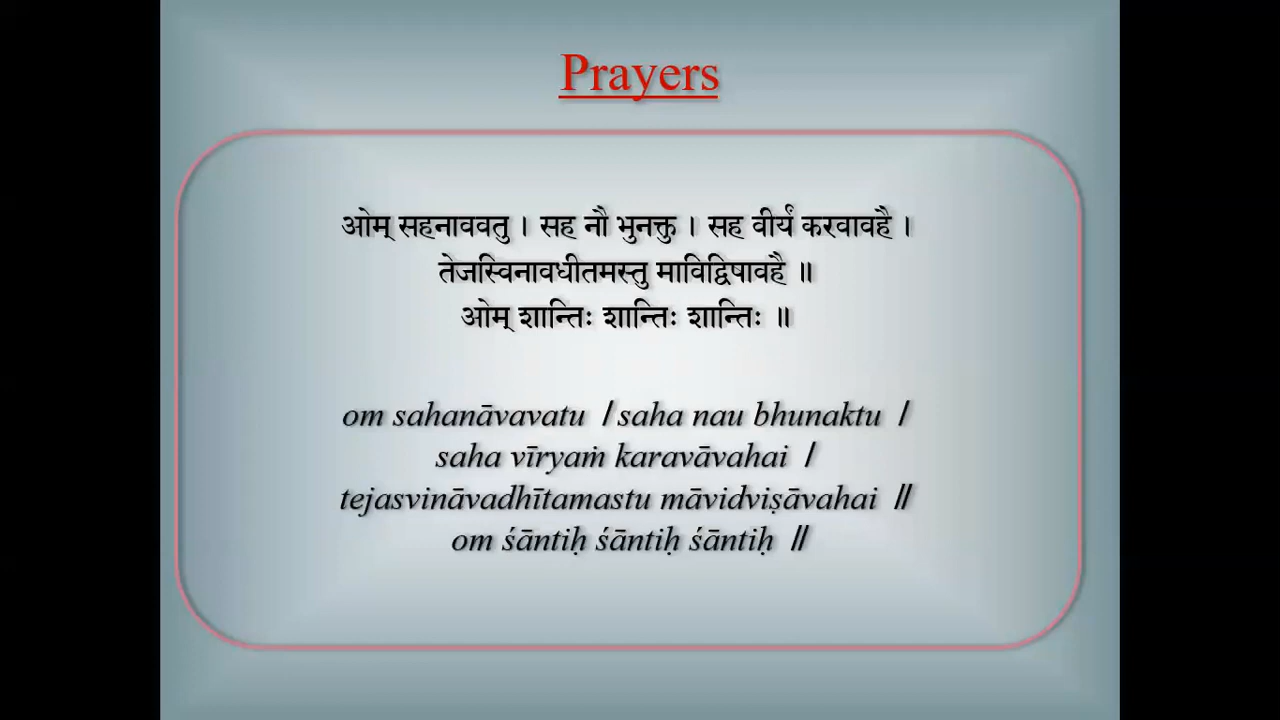 Prayers
ओम् सहनाववतु । सह नौ भुनक्तु । सह वीर्यं करवावहै ।
तेजस्विनावधीतमस्तु माविद्विषावहै ॥
ओम् शान्तिः शान्तिः शान्तिः ॥
om sahanāvavatu । saha nau bhunaktu ।
saha vīryaṁ karavāvahai ।
tejasvināvadhītamastu māvidviṣāvahai ॥
om śāntiḥ śāntiḥ śāntiḥ ॥